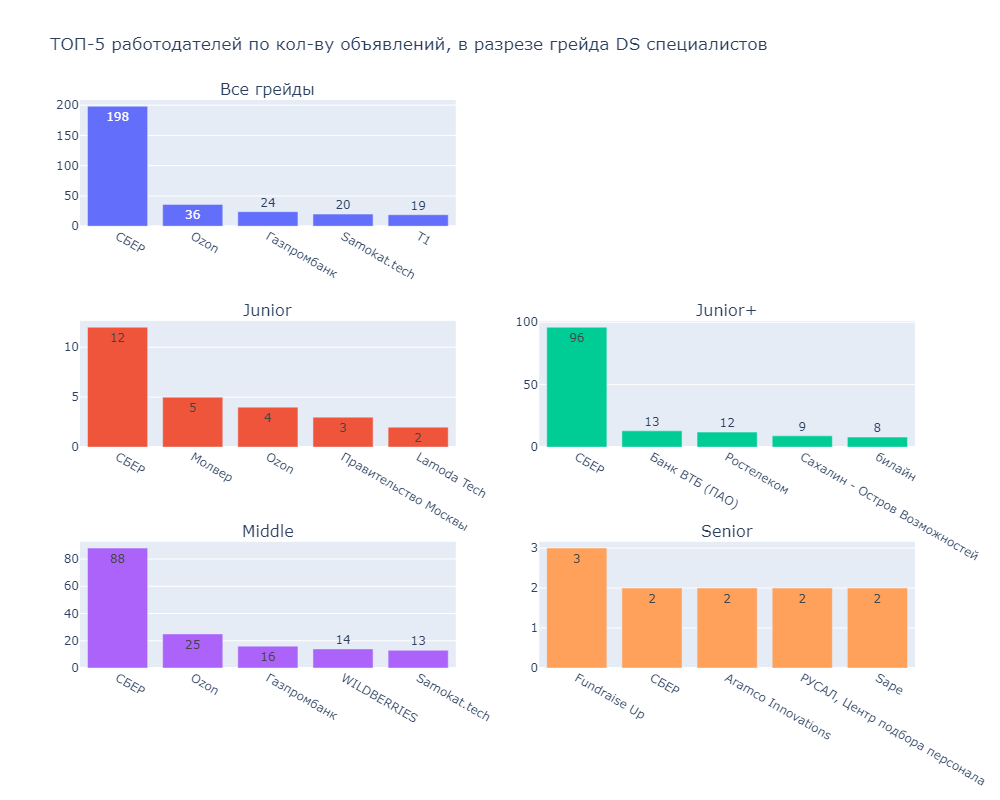 ТОП-5 работодателей по кол-ву объявлений, в разрезе грейда DS специалистов
Все грейды
200
150
100
50
0
198
36
24
20
19
СБЕР
Ozon
Газпромбанк
Samokat.tech
Т1
Junior
10
5
0
12
5
4
3
2
СБЕР
Молвер
Ozon
Правительство Москвы
Lamoda Tech
Junior+
100
50
0
96
13
12
9
8
СБЕР
Банк ВТБ (ПАО)
Ростелеком
Сахалин - Остров Возможностей
билайн
Middle
80
60
40
20
0
88
25
16
14
13
СБЕР
Ozon
Газпромбанк
WILDBERRIES
Samokat.tech
Senior
3
2
1
0
3
2
2
2
2
Fundraise Up
СБЕР
Aramco Innovations
РУСАЛ, Центр подбора персонала
Sape